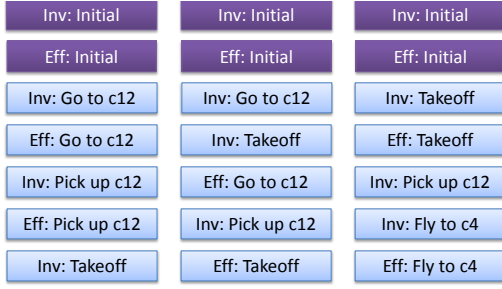 Inv: Initial
Eff: Initial
Inv: Go to c12
Eff: Go to c12
Inv: Pick up c12
Eff: Pick up c12
Inv: Takeoff
Inv: Initial
Eff: Initial
Inv: Go to c12
Inv: Takeoff
Eff: Go to c12
Inv: Pick up c12
Eff: Takeoff
Inv: Initial
Eff: Initial
Inv: Takeoff
Eff: Takeoff
Inv: Pick up c12
Inv: Fly to c4
Eff: Fly to c4